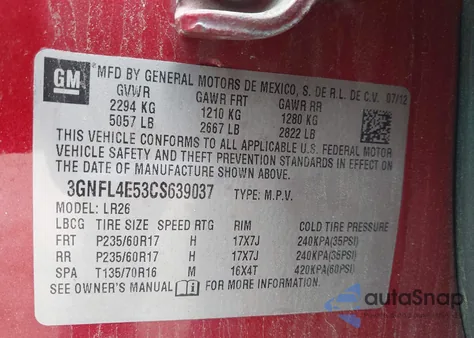 GM
MFD BY GENERAL MOTORS DE MEXICO, S. DE R.L. DE C.V. 07/12
GVWR GAWR FRT GAWR RR
2294 KG 1210 KG 1280 KG
5057 LB 2667 LB 2822 LB
THIS VEHICLE CONFORMS TO ALL APPLICABLE U.S. FEDERAL MOTOR
VEHICLE SAFETY AND THEFT PREVENTION STANDARDS IN EFFECT ON
THE DATE OF MANUFACTURE SHOWN ABOVE.
3GNFL4E53CS639037 TYPE: M.P.V.
MODEL: LR26
LBCG TIRE SIZE SPEED RTG RIM COLD TIRE PRESSURE
FRT P235/60R17 H 17X7J 240KPA(35PSI)
RR P235/60R17 H 17X7J 240KPA(35PSI)
SPA T135/70R16 M 16X4T 420KPA(60PSI)
SEE OWNER'S MANUAL i FOR MORE INFORMATION.
autoSnap